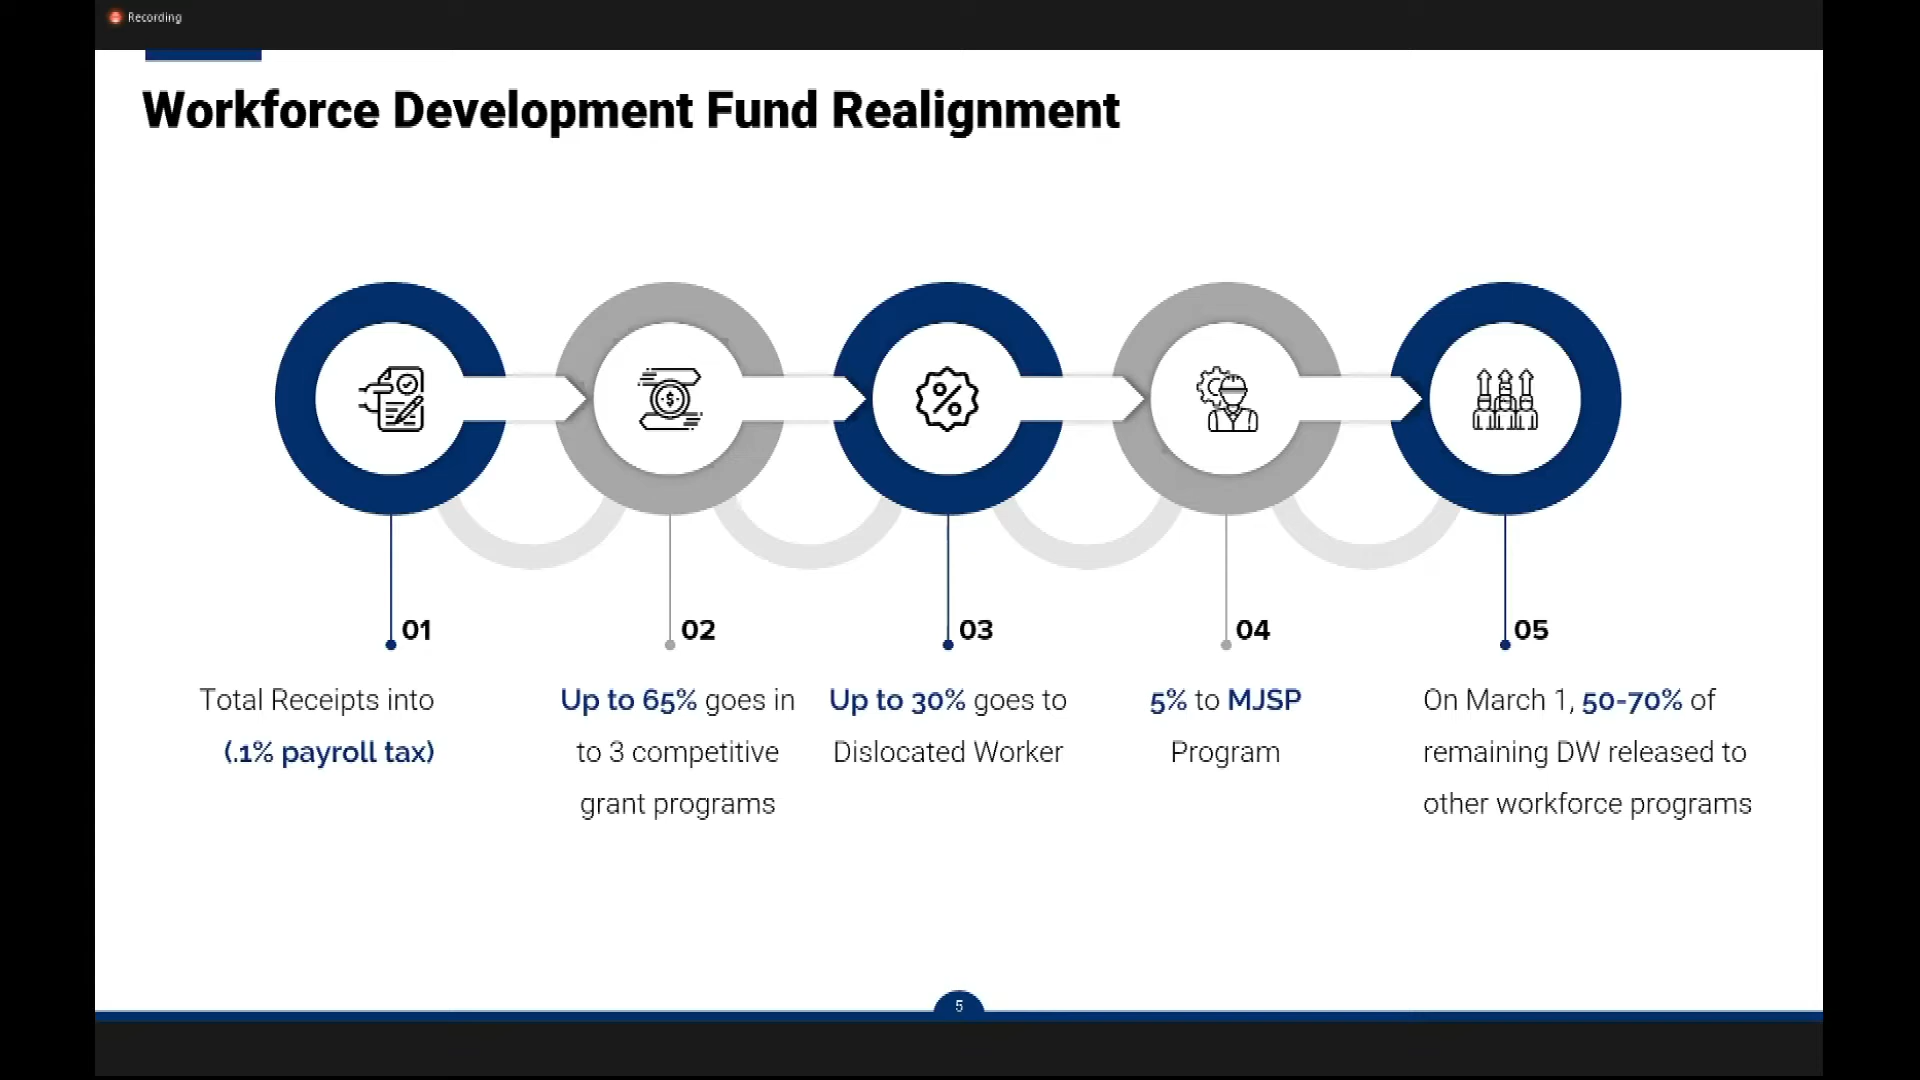 Recording
Workforce Development Fund Realignment
$
%
01
Total Receipts into
(.1% payroll tax)
02
Up to 65% goes in
to 3 competitive
grant programs
03
Up to 30% goes to
Dislocated Worker
04
5% to MJSP
Program
05
On March 1, 50-70% of
remaining DW released to
other workforce programs
5